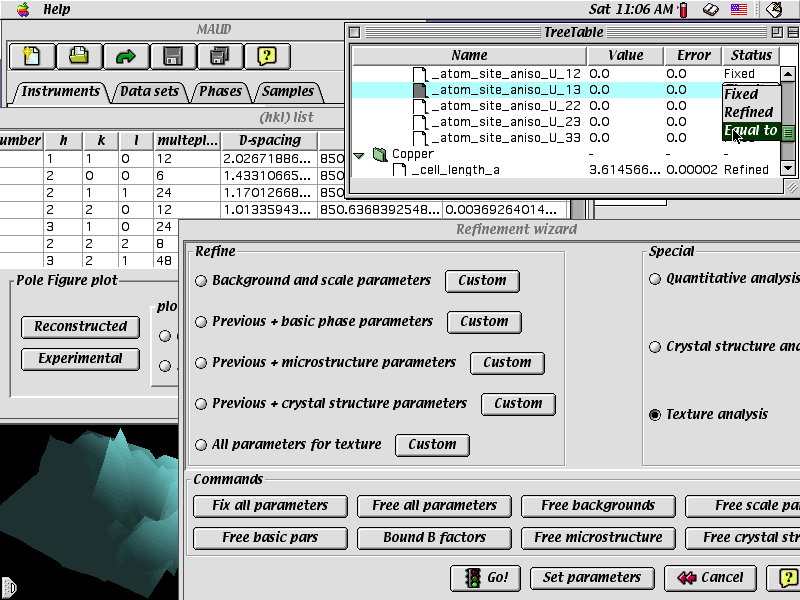 Help
Sat 11:06 AM
MAUD
Instruments
Data sets
Phases
Samples
TreeTable
Name Value Error Status
_atom_site_aniso_U_12 0.0 0.0 Fixed
_atom_site_aniso_U_13 0.0 0.0
_atom_site_aniso_U_22 0.0 0.0
_atom_site_aniso_U_23 0.0 0.0
_atom_site_aniso_U_33 0.0 0.0
Fixed
Refined
Equal to
Copper - - -
_cell_length_a 3.614566... 0.00002 Refined
(hkl) list
number h k l multepl... D-spacing
1 1 0 12 2.02671886... 850
2 0 0 6 1.43310665... 850
2 1 1 24 1.17012668... 850
2 2 0 12 1.01335943... 850.6368392548... 0.00369264014...
3 1 0 24
2 2 2 8
3 2 1 48
Pole Figure plot
Reconstructed
Experimental
plo
Refinement wizard
Refine
Background and scale parameters Custom
Previous + basic phase parameters Custom
Previous + microstructure parameters Custom
Previous + crystal structure parameters Custom
All parameters for texture Custom
Special
Quantitative analysis
Crystal structure ana
Texture analysis
Commands
Fix all parameters Free all parameters Free backgrounds Free scale pa
Free basic pars Bound B factors Free microstructure Free crystal str
Go! Set parameters Cancel